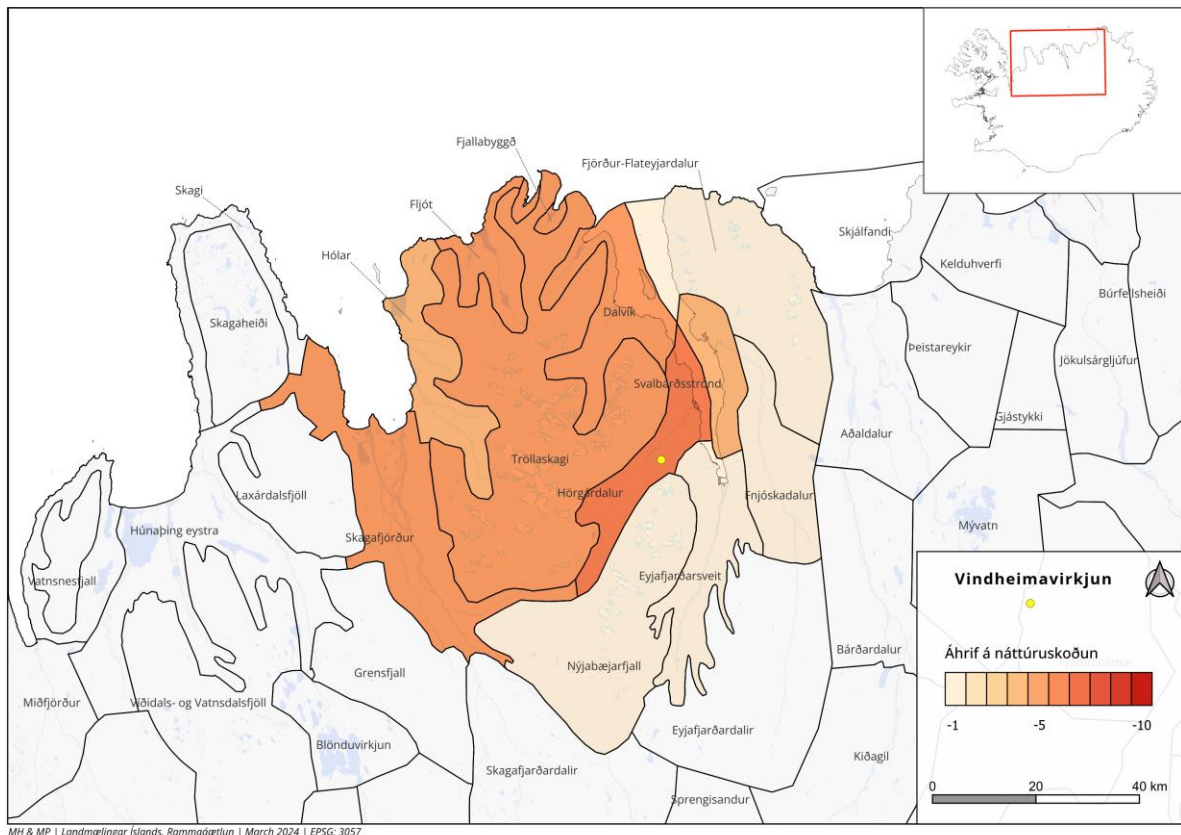 Fjallabyggð
Fjörður-Flateyjardalur
Skagi
Fljót
Skjálfandi
Hólar
Kelduhverfi
Búrfellsheiði
Skagaheiði
Dalvík
Þeistareykir
Jökulsárgljúfur
Svalbarðsströnd
Gjástykki
Aðaldalur
Tröllaskagi
Laxárdalsfjöll
Hörgárdalur
Fnjóskadalur
Húnaþing eystra
Mývatn
Skagafjörður
Vatnsnesfjall
Eyjafjarðarsveit
Vindheimavirkjun
Bárðardalur
Áhrif á náttúruskoðun
Nýjabæjarfjall
Grensfjall
Miðfjörður
Víðidals- og Vatnsdalsfjöll
-1
-5
-10
Eyjafjarðardalir
Blönduvirkjun
Kiðagil
Skagafjarðardalir
0
20
40 km
Sprengisandur
MH & MP | Landmælingar Íslands, Rammaáætlun | March 2024 | EPSG: 3057